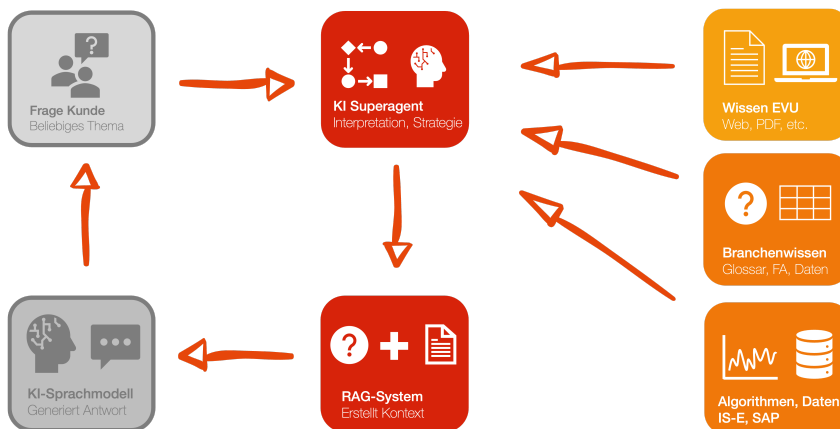 Frage Kunde
Beliebiges Thema
KI Superagent
Interpretation, Strategie
Wissen EVU
Web, PDF, etc.
Branchenwissen
Glossar, FA, Daten
KI-Sprachmodell
Generiert Antwort
RAG-System
Erstellt Kontext
Algorithmen, Daten
IS-E, SAP